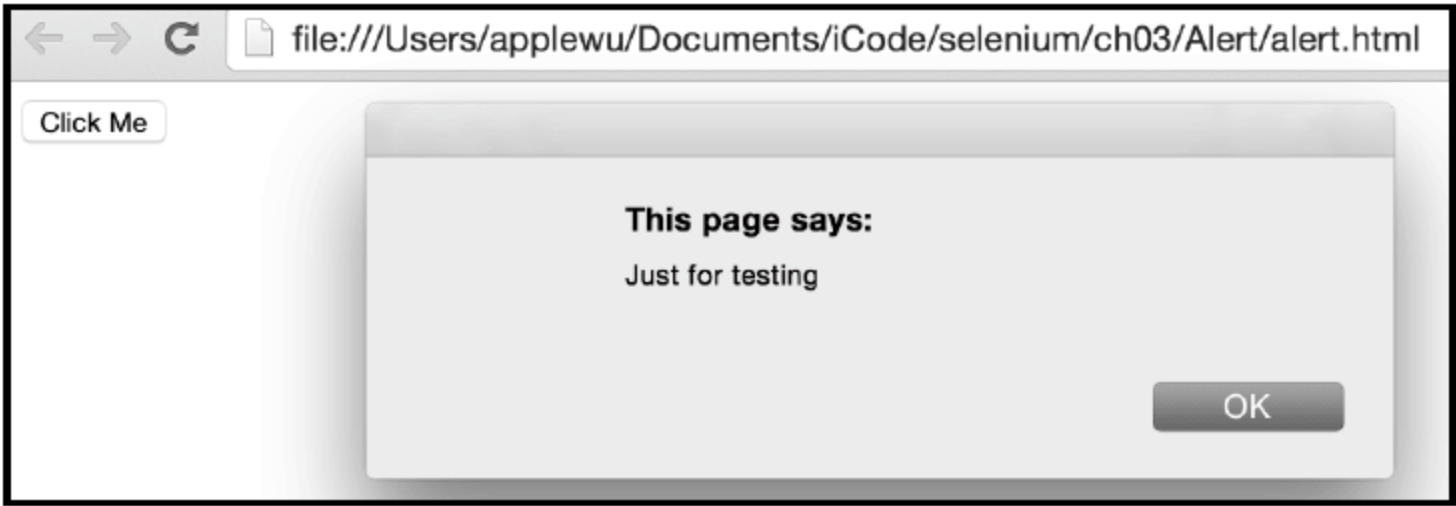 file:///Users/applewu/Documents/iCode/selenium/ch03/Alert/alert.html
Click Me
This page says:
Just for testing
OK